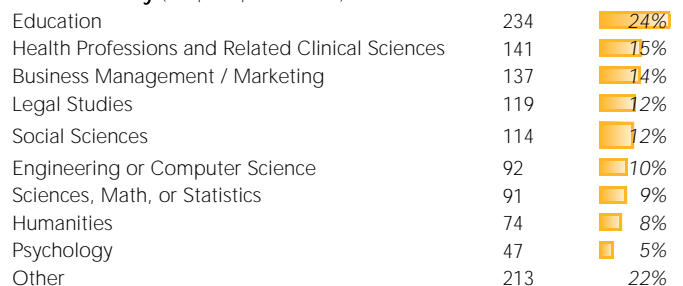 Education 234 24%
Health Professions and Related Clinical Sciences 141 15%
Business Management / Marketing 137 14%
Legal Studies 119 12%
Social Sciences 114 12%
Engineering or Computer Science 92 10%
Sciences, Math, or Statistics 91 9%
Humanities 74 8%
Psychology 47 5%
Other 213 22%